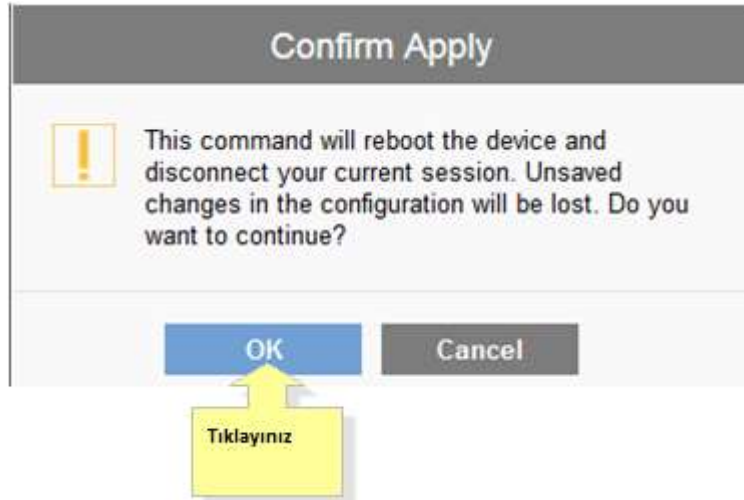 Confirm Apply
This command will reboot the device and
disconnect your current session. Unsaved
changes in the configuration will be lost. Do you
want to continue?
OK
Cancel
Tıklayınız